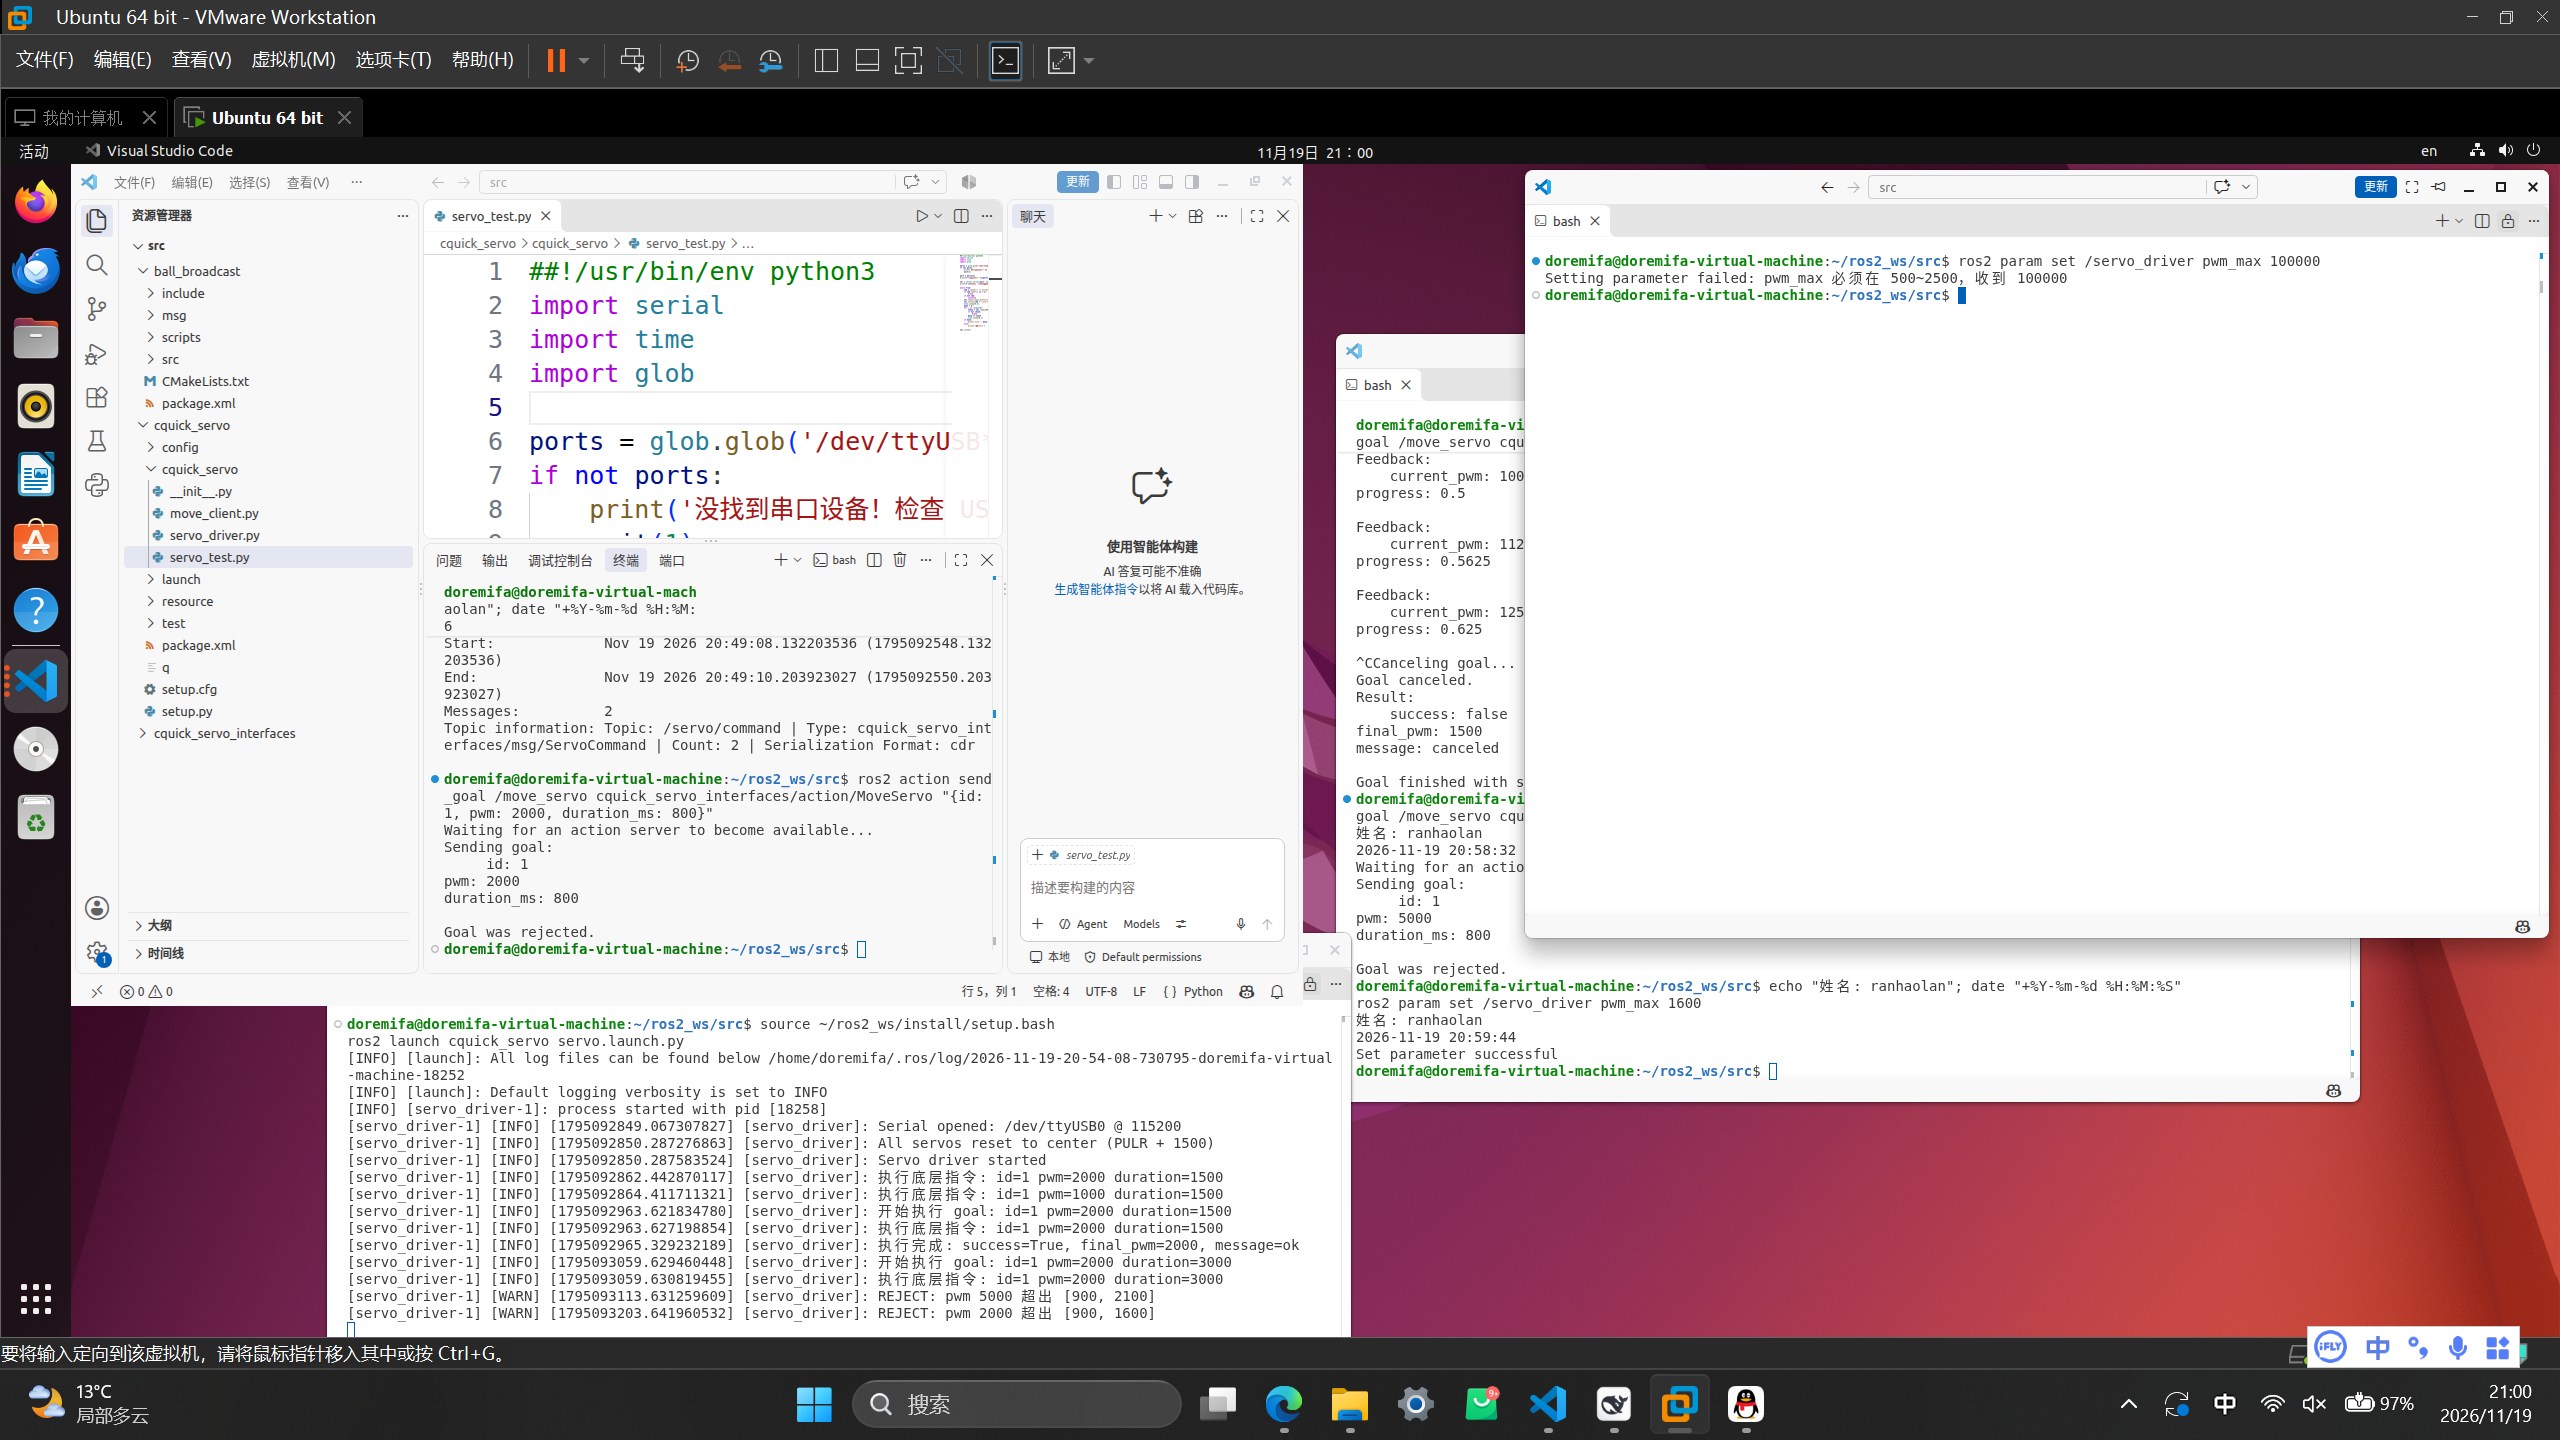 Ubuntu 64 bit - VMware Workstation
文件(F) 编辑(E) 查看(V) 虚拟机(M) 选项卡(T) 帮助(H)
我的计算机
Ubuntu 64 bit
活动
Visual Studio Code
11月19日 21：00
en
文件(F) 编辑(E) 选择(S) 查看(V) ···
src
更新
资源管理器
src
ball_broadcast
include
msg
scripts
src
CMakeLists.txt
package.xml
cquick_servo
config
cquick_servo
__init__.py
move_client.py
servo_driver.py
servo_test.py
launch
resource
test
package.xml
q
setup.cfg
setup.py
cquick_servo_interfaces
大纲
时间线
1
servo_test.py
cquick_servo > cquick_servo > servo_test.py > ...
1 ##!/usr/bin/env python3
2 import serial
3 import time
4 import glob
5
6 ports = glob.glob('/dev/ttyUSB*
7 if not ports:
8 print('没找到串口设备！检查 US
问题 输出 调试控制台 终端 端口
bash
doremifa@doremifa-virtual-mach
aolan"; date "+%Y-%m-%d %H:%M:
6
Start: Nov 19 2026 20:49:08.132203536 (1795092548.132
203536)
End: Nov 19 2026 20:49:10.203923027 (1795092550.203
923027)
Messages: 2
Topic information: Topic: /servo/command | Type: cquick_servo_int
erfaces/msg/ServoCommand | Count: 2 | Serialization Format: cdr
doremifa@doremifa-virtual-machine:~/ros2_ws/src$ ros2 action send
_goal /move_servo cquick_servo_interfaces/action/MoveServo "{id:
1, pwm: 2000, duration_ms: 800}"
Waiting for an action server to become available...
Sending goal:
id: 1
pwm: 2000
duration_ms: 800
Goal was rejected.
doremifa@doremifa-virtual-machine:~/ros2_ws/src$
聊天
使用智能体构建
AI 答复可能不准确
生成智能体指令以将 AI 载入代码库。
servo_test.py
描述要构建的内容
Agent Models
本地 Default permissions
0 0
行 5，列 1 空格: 4 UTF-8 LF { } Python
doremifa@doremifa-virtual-machine:~/ros2_ws/src$ source ~/ros2_ws/install/setup.bash
ros2 launch cquick_servo servo.launch.py
[INFO] [launch]: All log files can be found below /home/doremifa/.ros/log/2026-11-19-20-54-08-730795-doremifa-virtual
-machine-18252
[INFO] [launch]: Default logging verbosity is set to INFO
[INFO] [servo_driver-1]: process started with pid [18258]
[servo_driver-1] [INFO] [1795092849.067307827] [servo_driver]: Serial opened: /dev/ttyUSB0 @ 115200
[servo_driver-1] [INFO] [1795092850.287276863] [servo_driver]: All servos reset to center (PULR + 1500)
[servo_driver-1] [INFO] [1795092850.287583524] [servo_driver]: Servo driver started
[servo_driver-1] [INFO] [1795092862.442870117] [servo_driver]: 执行底层指令: id=1 pwm=2000 duration=1500
[servo_driver-1] [INFO] [1795092864.411711321] [servo_driver]: 执行底层指令: id=1 pwm=1000 duration=1500
[servo_driver-1] [INFO] [1795092963.621834780] [servo_driver]: 开始执行 goal: id=1 pwm=2000 duration=1500
[servo_driver-1] [INFO] [1795092963.627198854] [servo_driver]: 执行底层指令: id=1 pwm=2000 duration=1500
[servo_driver-1] [INFO] [1795092965.329232189] [servo_driver]: 执行完成: success=True, final_pwm=2000, message=ok
[servo_driver-1] [INFO] [1795093059.629460448] [servo_driver]: 开始执行 goal: id=1 pwm=2000 duration=3000
[servo_driver-1] [INFO] [1795093059.630819455] [servo_driver]: 执行底层指令: id=1 pwm=2000 duration=3000
[servo_driver-1] [WARN] [1795093113.631259609] [servo_driver]: REJECT: pwm 5000 超出 [900, 2100]
[servo_driver-1] [WARN] [1795093203.641960532] [servo_driver]: REJECT: pwm 2000 超出 [900, 1600]
bash
doremifa@doremifa-vi
goal /move_servo cqu
Feedback:
current_pwm: 100
progress: 0.5
Feedback:
current_pwm: 112
progress: 0.5625
Feedback:
current_pwm: 125
progress: 0.625
^CCanceling goal...
Goal canceled.
Result:
success: false
final_pwm: 1500
message: canceled
Goal finished with s
doremifa@doremifa-vi
goal /move_servo cqu
姓名: ranhaolan
2026-11-19 20:58:32
Waiting for an actio
Sending goal:
id: 1
pwm: 5000
duration_ms: 800
Goal was rejected.
doremifa@doremifa-virtual-machine:~/ros2_ws/src$ echo "姓名: ranhaolan"; date "+%Y-%m-%d %H:%M:%S"
ros2 param set /servo_driver pwm_max 1600
姓名: ranhaolan
2026-11-19 20:59:44
Set parameter successful
doremifa@doremifa-virtual-machine:~/ros2_ws/src$
src
更新
bash
doremifa@doremifa-virtual-machine:~/ros2_ws/src$ ros2 param set /servo_driver pwm_max 100000
Setting parameter failed: pwm_max 必须在 500~2500, 收到 100000
doremifa@doremifa-virtual-machine:~/ros2_ws/src$
要将输入定向到该虚拟机，请将鼠标指针移入其中或按 Ctrl+G。
iFLY 中
13°C
局部多云
搜索
9+
中
97%
21:00
2026/11/19